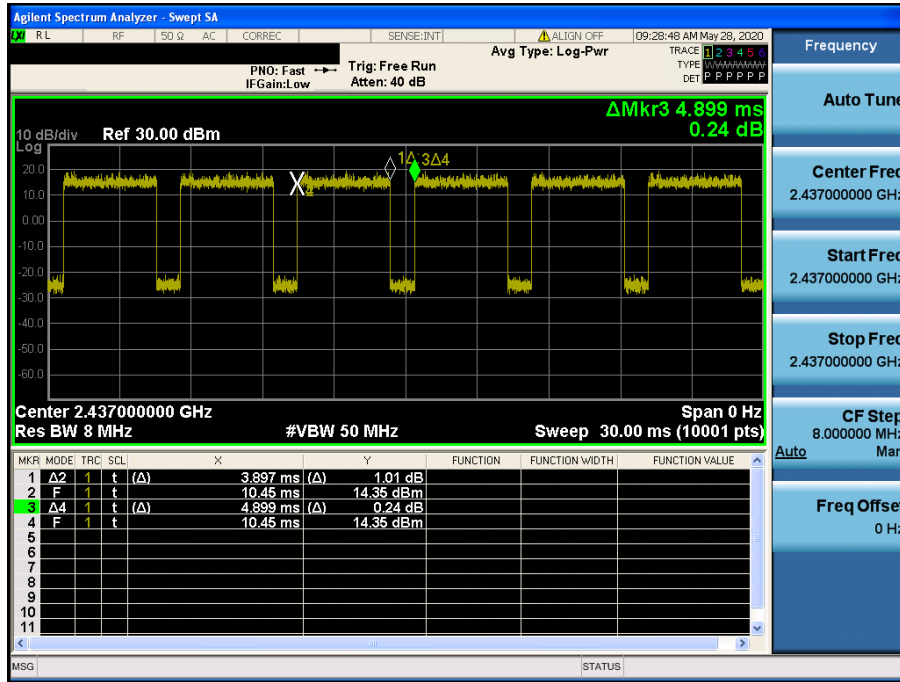 Agilent Spectrum Analyzer - Swept SA
LXI RL RF 50 Ω AC CORREC SENSE:INT ALIGN OFF 09:28:48 AM May 28, 2020
Avg Type: Log-Pwr TRACE 1 2 3 4 5 6
TYPE
DET P P P P P P
PNO: Fast Trig: Free Run
IFGain:Low Atten: 40 dB
ΔMkr3 4.899 ms
0.24 dB
10 dB/div Ref 30.00 dBm
Log
20.0
10.0
0.00
-10.0
-20.0
-30.0
-40.0
-50.0
-60.0
3Δ4
X
Center 2.437000000 GHz Span 0 Hz
Res BW 8 MHz #VBW 50 MHz Sweep 30.00 ms (10001 pts)
MKR MODE TRC SCL X Y FUNCTION FUNCTION WIDTH FUNCTION VALUE
1 Δ2 1 t (Δ) 3.897 ms (Δ) 1.01 dB
2 F 1 t 10.45 ms 14.35 dBm
3 Δ4 1 t (Δ) 4.899 ms (Δ) 0.24 dB
4 F 1 t 10.45 ms 14.35 dBm
5
6
7
8
9
10
11
MSG STATUS
Frequency
Auto Tune
Center Freq
2.437000000 GHz
Start Freq
2.437000000 GHz
Stop Freq
2.437000000 GHz
CF Step
8.000000 MHz
Auto Man
Freq Offset
0 Hz